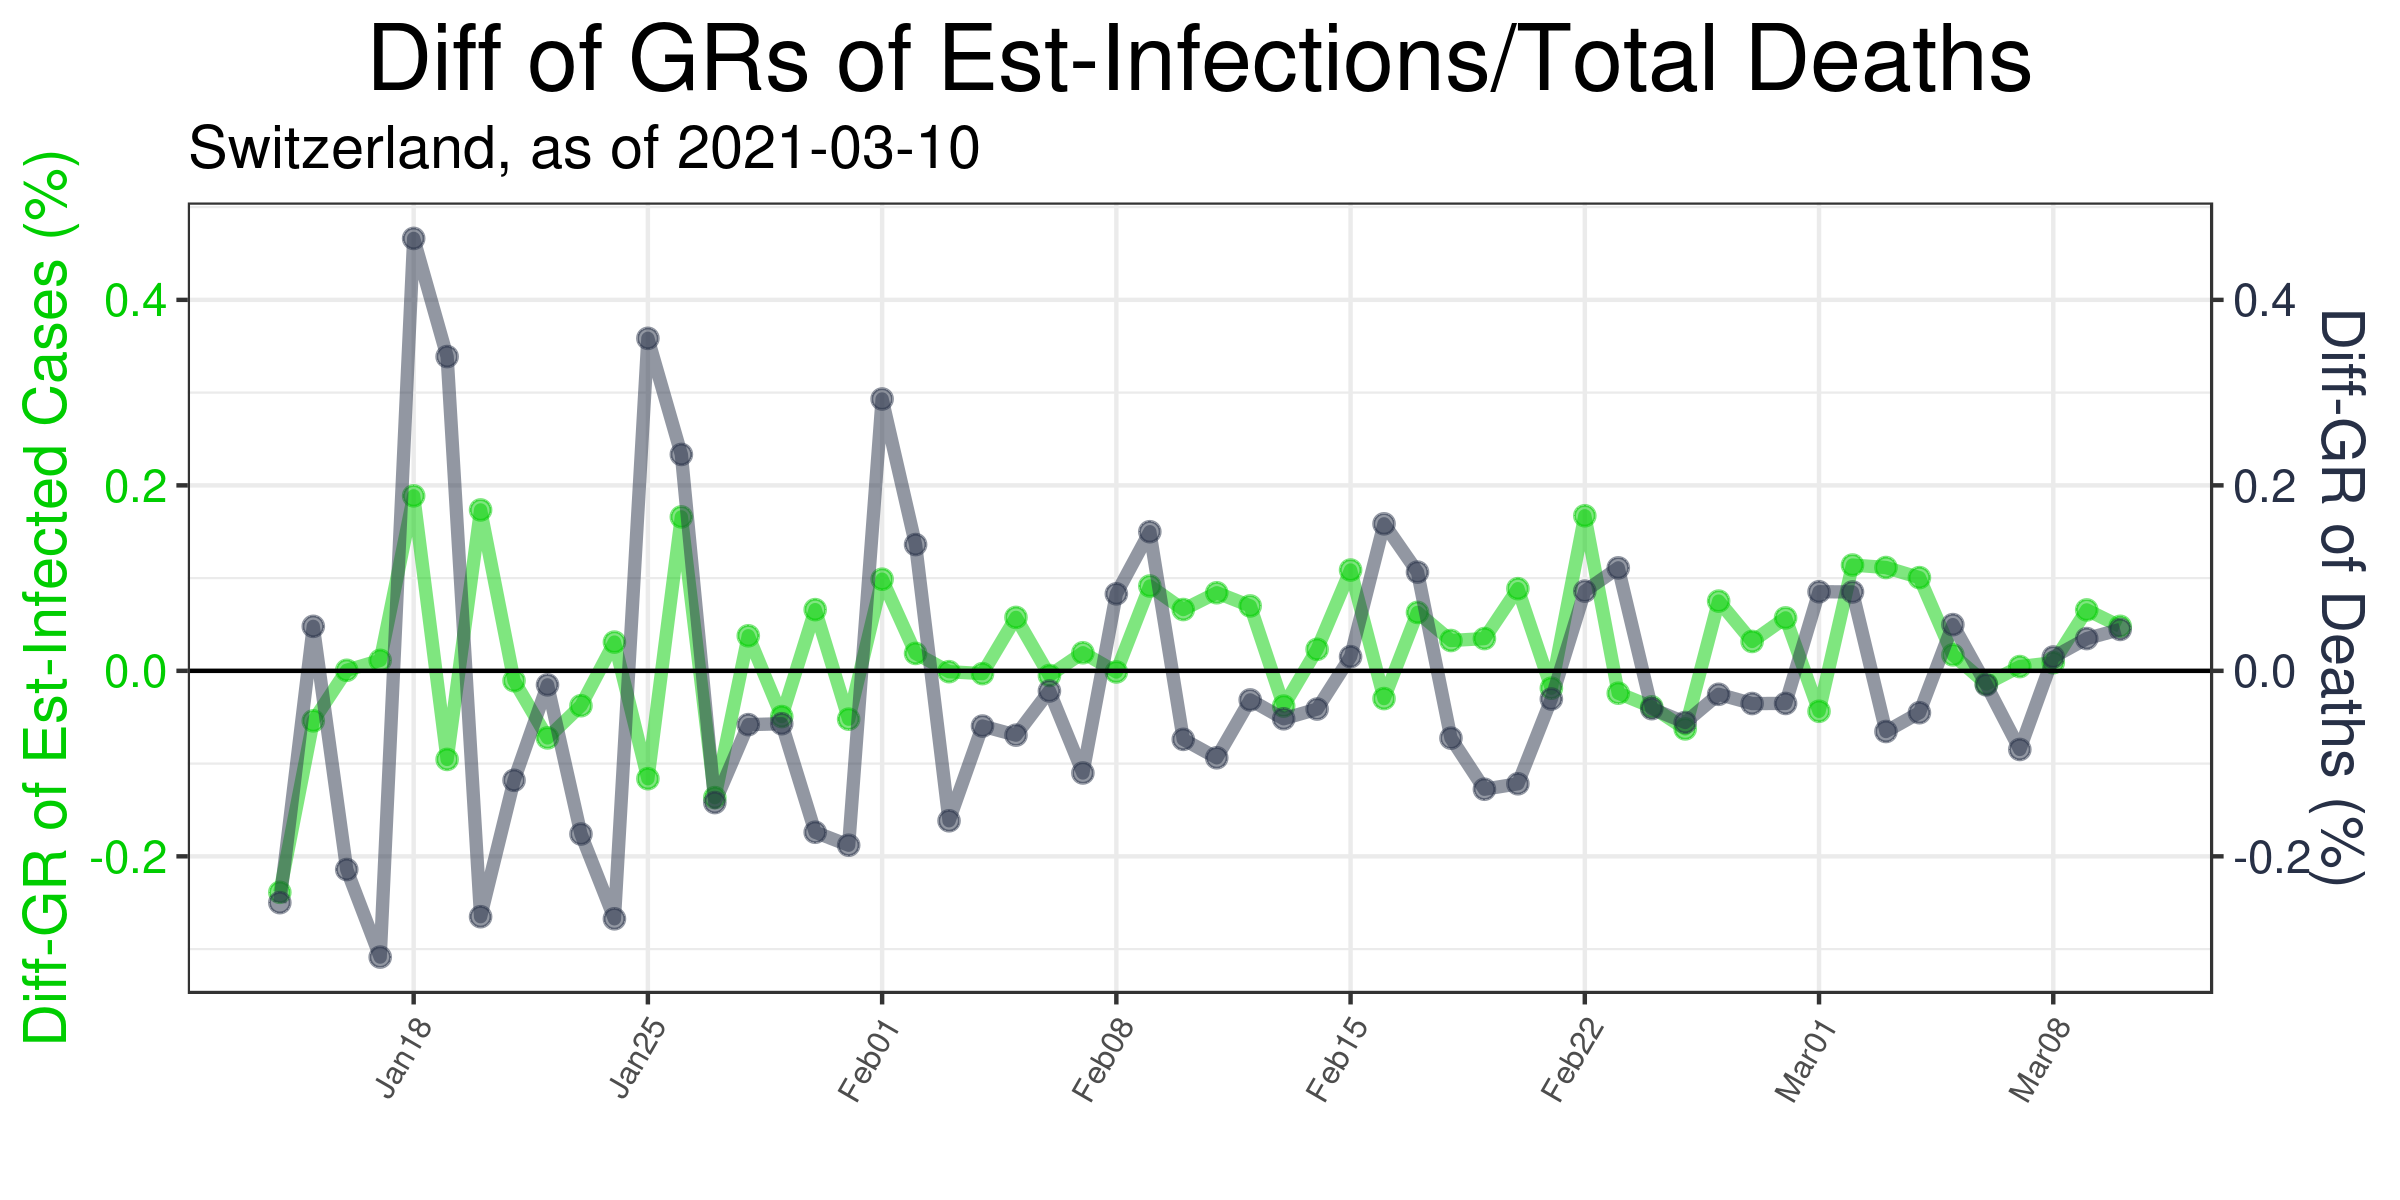 Diff of GRs of Est-Infections/Total Deaths
Switzerland, as of 2021-03-10
Diff-GR of Est-Infected Cases (%)
0.4
0.2
0.0
-0.2
0.4
0.2
0.0
-0.2
Diff-GR of Deaths (%)
Jan18
Jan25
Feb01
Feb08
Feb15
Feb22
Mar01
Mar08